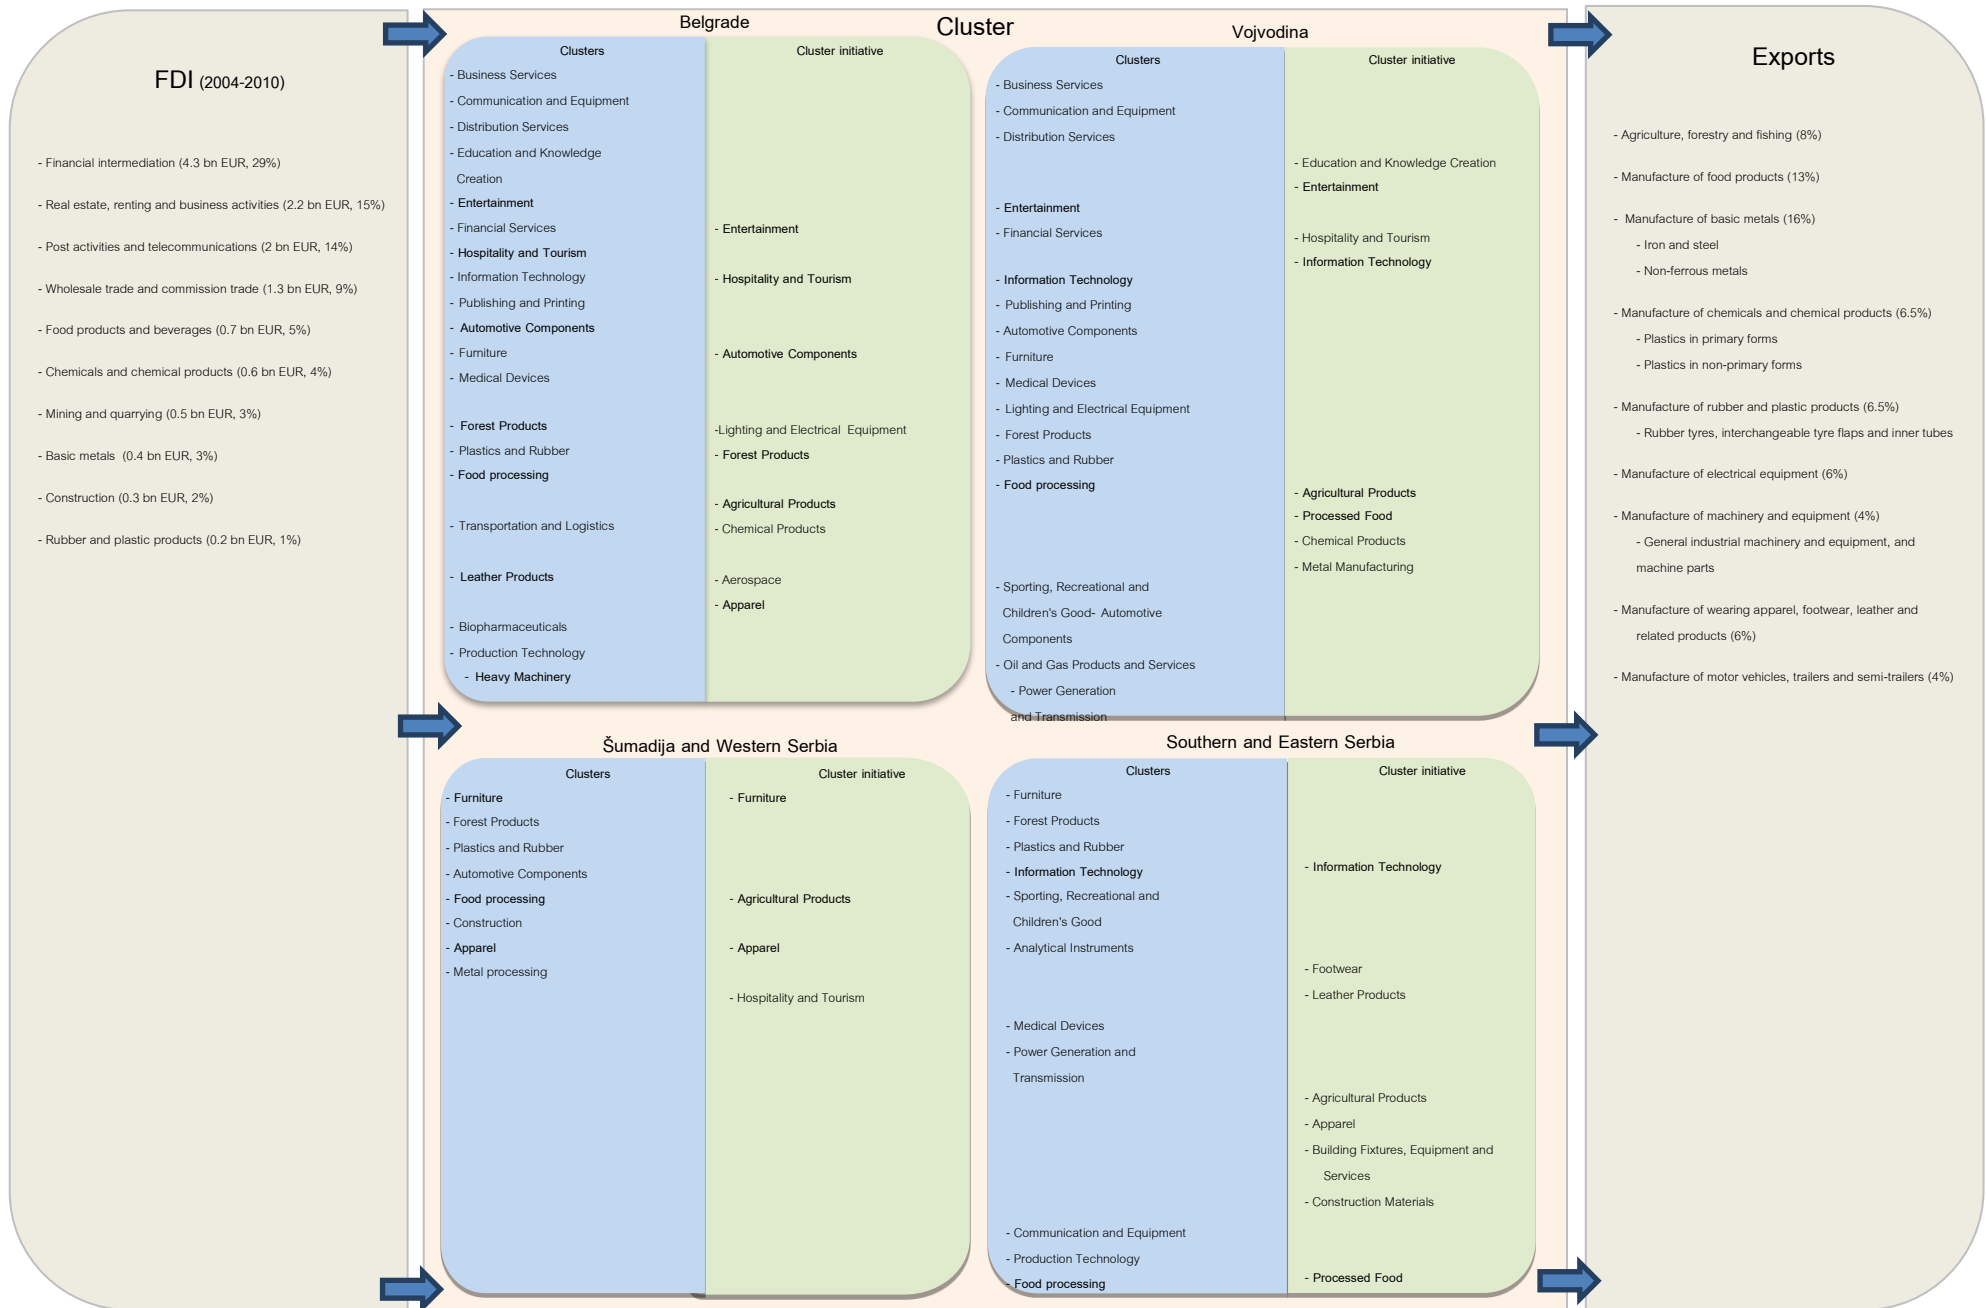 FDI (2004-2010)
- Financial intermediation (4.3 bn EUR, 29%)
- Real estate, renting and business activities (2.2 bn EUR, 15%)
- Post activities and telecommunications (2 bn EUR, 14%)
- Wholesale trade and commission trade (1.3 bn EUR, 9%)
- Food products and beverages (0.7 bn EUR, 5%)
- Chemicals and chemical products (0.6 bn EUR, 4%)
- Mining and quarrying (0.5 bn EUR, 3%)
- Basic metals (0.4 bn EUR, 3%)
- Construction (0.3 bn EUR, 2%)
- Rubber and plastic products (0.2 bn EUR, 1%)
Cluster
Belgrade
Clusters
- Business Services
- Communication and Equipment
- Distribution Services
- Education and Knowledge
Creation
- Entertainment
- Financial Services
- Hospitality and Tourism
- Information Technology
- Publishing and Printing
- Automotive Components
- Furniture
- Medical Devices
- Forest Products
- Plastics and Rubber
- Food processing
- Transportation and Logistics
- Leather Products
- Biopharmaceuticals
- Production Technology
- Heavy Machinery
Cluster initiative
- Entertainment
- Hospitality and Tourism
- Automotive Components
-Lighting and Electrical Equipment
- Forest Products
- Agricultural Products
- Chemical Products
- Aerospace
- Apparel
Vojvodina
Clusters
- Business Services
- Communication and Equipment
- Distribution Services
- Entertainment
- Financial Services
- Information Technology
- Publishing and Printing
- Automotive Components
- Furniture
- Medical Devices
- Lighting and Electrical Equipment
- Forest Products
- Plastics and Rubber
- Food processing
- Sporting, Recreational and
Children's Good- Automotive
Components
- Oil and Gas Products and Services
- Power Generation
and Transmission
Cluster initiative
- Education and Knowledge Creation
- Entertainment
- Hospitality and Tourism
- Information Technology
- Agricultural Products
- Processed Food
- Chemical Products
- Metal Manufacturing
Šumadija and Western Serbia
Clusters
- Furniture
- Forest Products
- Plastics and Rubber
- Automotive Components
- Food processing
- Construction
- Apparel
- Metal processing
Cluster initiative
- Furniture
- Agricultural Products
- Apparel
- Hospitality and Tourism
Southern and Eastern Serbia
Clusters
- Furniture
- Forest Products
- Plastics and Rubber
- Information Technology
- Sporting, Recreational and
Children's Good
- Analytical Instruments
- Medical Devices
- Power Generation and
Transmission
- Communication and Equipment
- Production Technology
- Food processing
Cluster initiative
- Information Technology
- Footwear
- Leather Products
- Agricultural Products
- Apparel
- Building Fixtures, Equipment and
Services
- Construction Materials
- Processed Food
Exports
- Agriculture, forestry and fishing (8%)
- Manufacture of food products (13%)
- Manufacture of basic metals (16%)
- Iron and steel
- Non-ferrous metals
- Manufacture of chemicals and chemical products (6.5%)
- Plastics in primary forms
- Plastics in non-primary forms
- Manufacture of rubber and plastic products (6.5%)
- Rubber tyres, interchangeable tyre flaps and inner tubes
- Manufacture of electrical equipment (6%)
- Manufacture of machinery and equipment (4%)
- General industrial machinery and equipment, and
machine parts
- Manufacture of wearing apparel, footwear, leather and
related products (6%)
- Manufacture of motor vehicles, trailers and semi-trailers (4%)